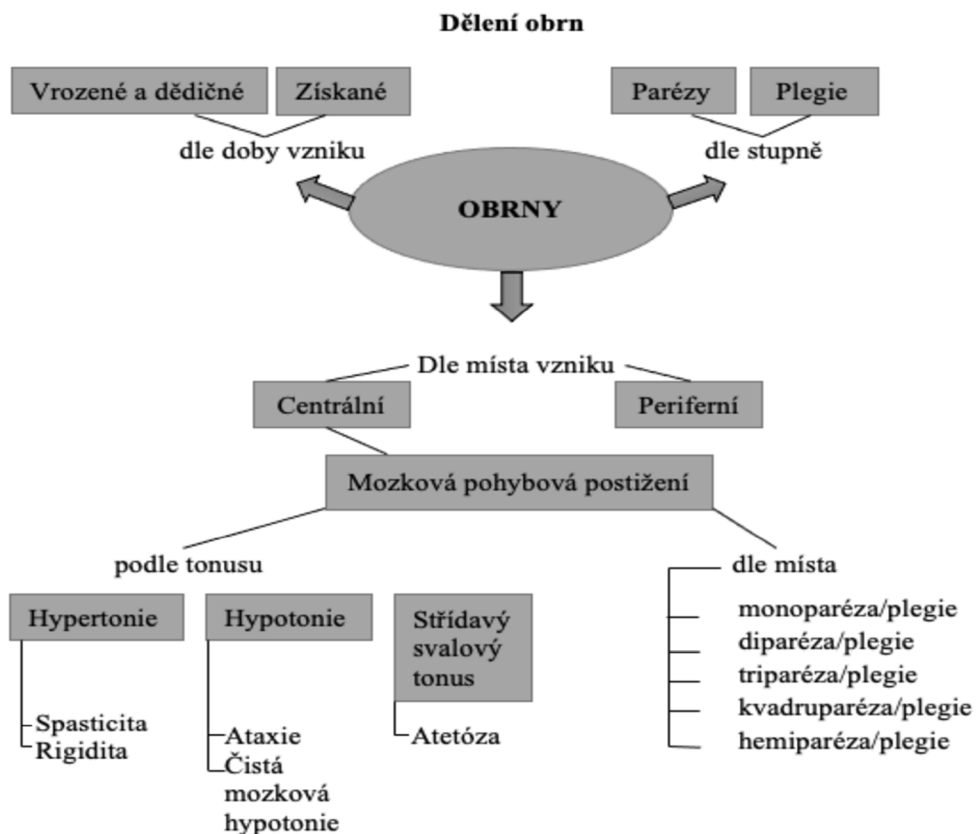 Dělení obrn
Vrozené a dědičné
Získané
Parézy
Plegie
dle doby vzniku
dle stupně
OBRNY
Dle místa vzniku
Centrální
Periferní
Mozková pohybová postižení
podle tonusu
dle místa
Hypertonie
Hypotonie
Střídavý
svalový
tonus
Spasticita
Rigidita
Ataxie
Čistá
mozková
hypotonie
Atetóza
monoparéza/plegie
diparéza/plegie
triparéza/plegie
kvadruparéza/plegie
hemiparéza/plegie